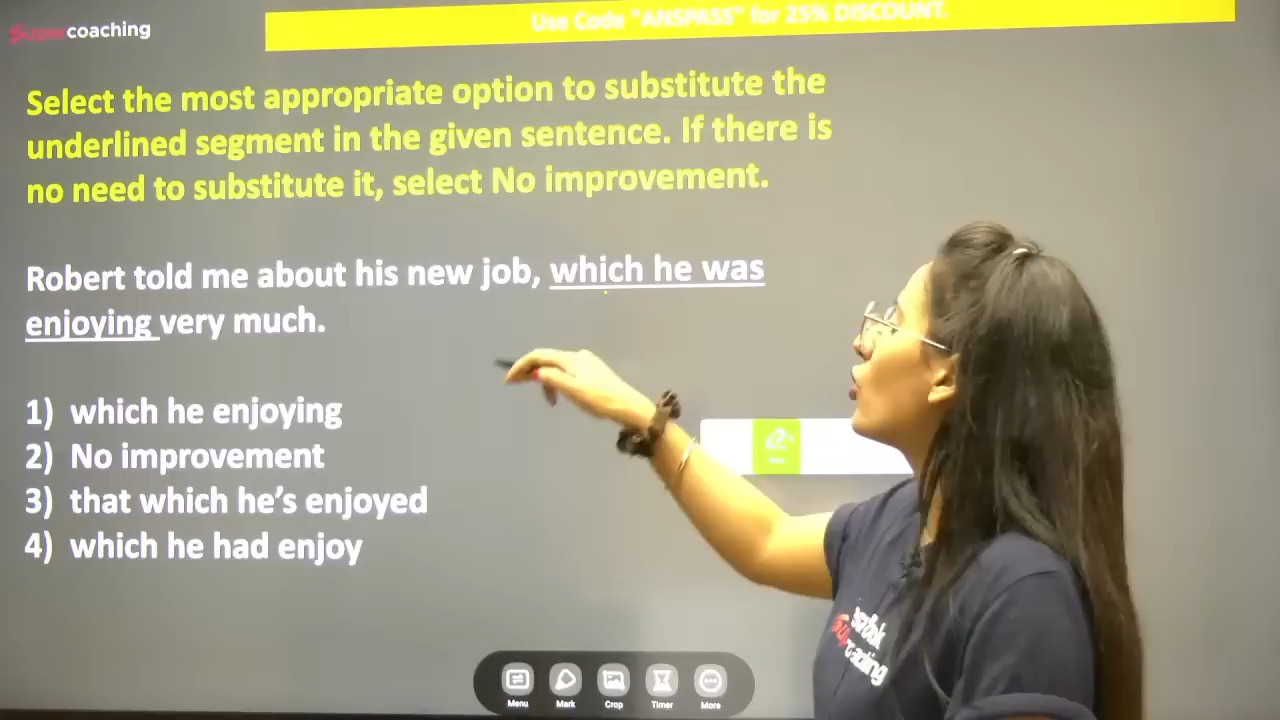 Supercoaching
Use Code "ANSPASS" for 25% DISCOUNT.
Select the most appropriate option to substitute the
underlined segment in the given sentence. If there is
no need to substitute it, select No improvement.
Robert told me about his new job, which he was
enjoying very much.
1) which he enjoying
2) No improvement
3) that which he's enjoyed
4) which he had enjoy
Menu
Mark
Crop
Timer
More